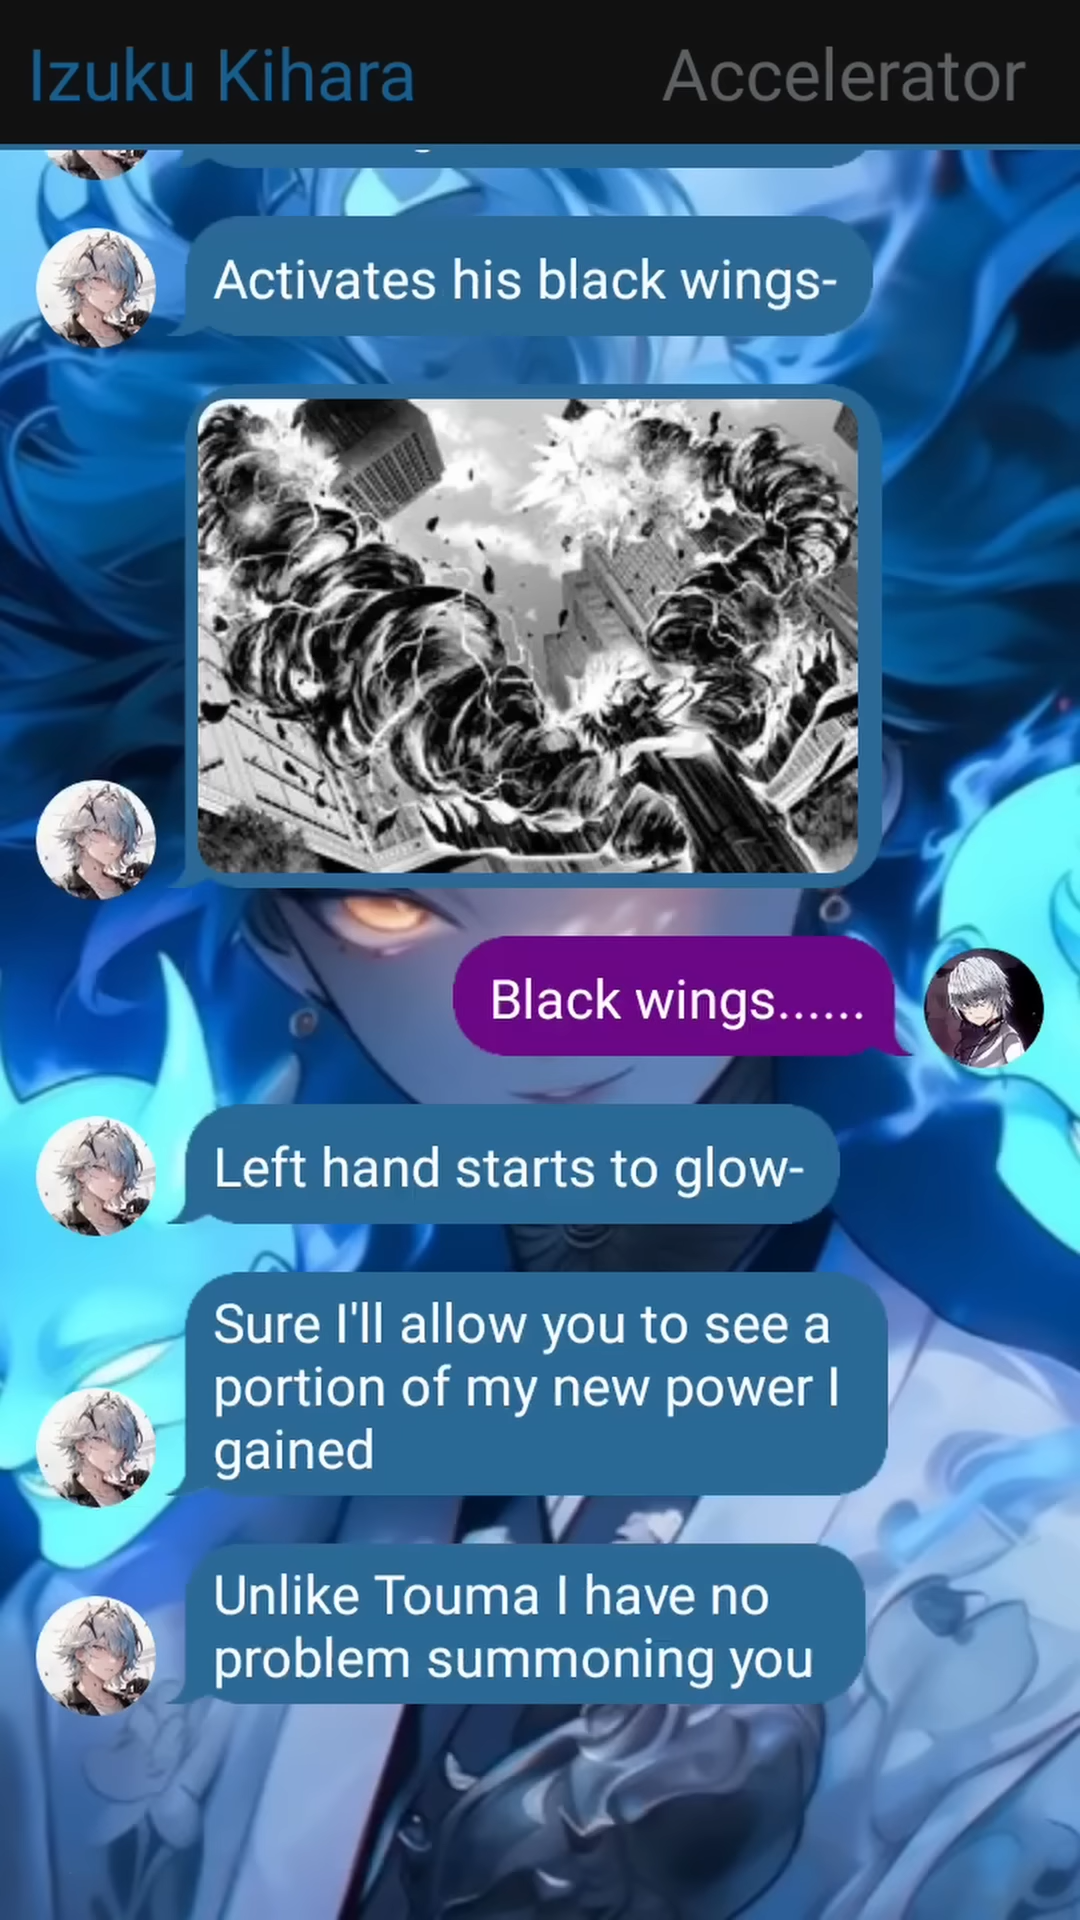 Izuku Kihara Accelerator
Activates his black wings-
Black wings......
Left hand starts to glow-
Sure I'll allow you to see a
portion of my new power I
gained
Unlike Touma I have no
problem summoning you